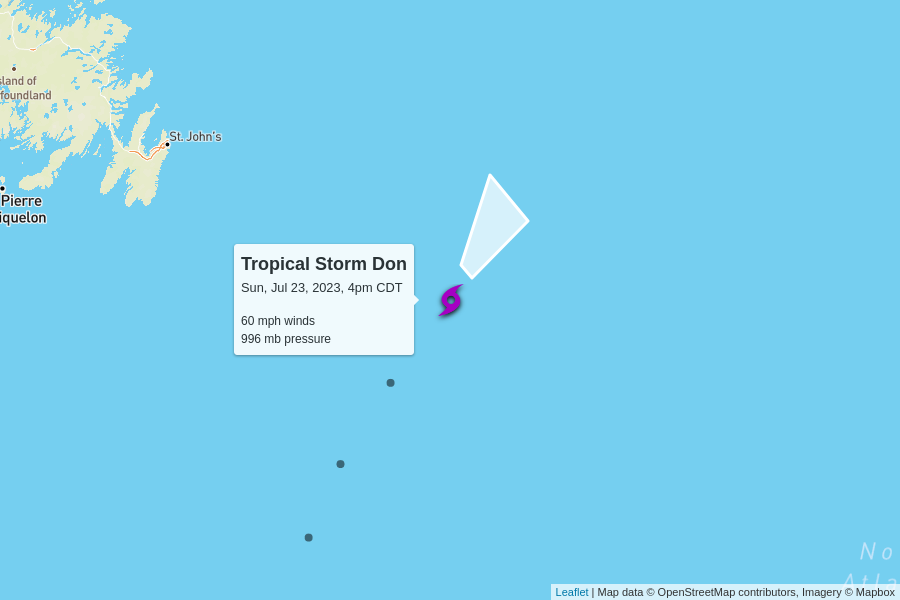 sland of
foundland
St. John's
Pierre
iquelon
Tropical Storm Don
Sun, Jul 23, 2023, 4pm CDT
60 mph winds
996 mb pressure
No
Atla
Leaflet | Map data © OpenStreetMap contributors, Imagery © Mapbox